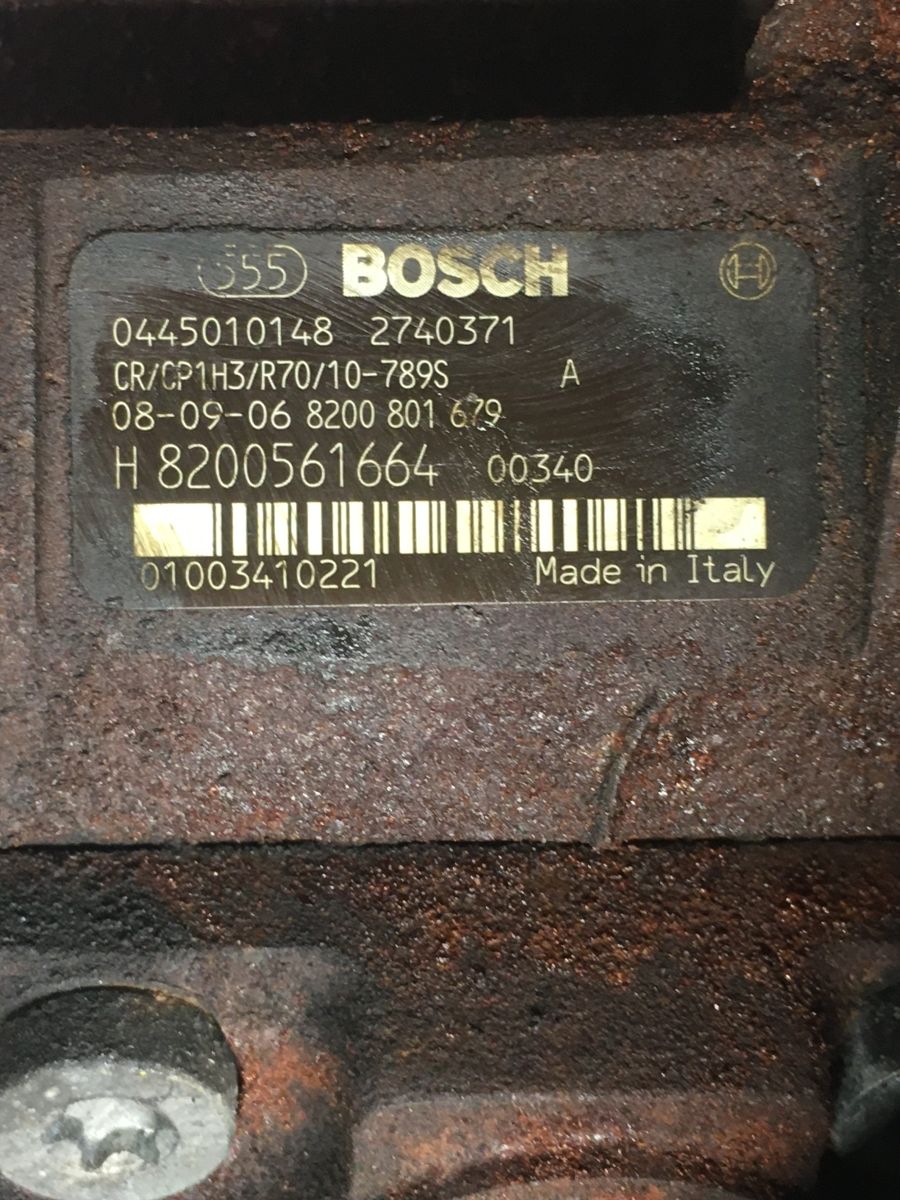 555 BOSCH
0445010148 2740371
CR/CP1H3/R70/10-789S A
08-09-06 8200 801 679
H 8200561664 00340
01003410221 Made in Italy